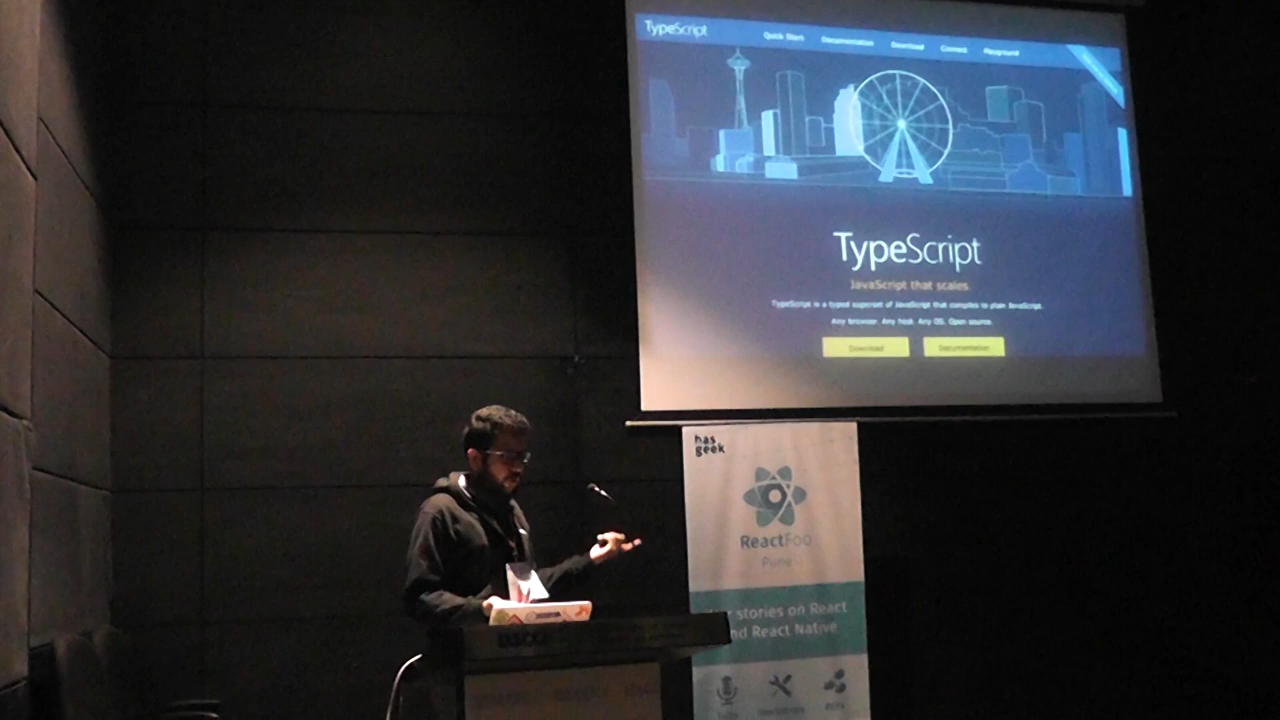 TypeScript
Quick Start Documentation Download Connect Playground
TypeScript
JavaScript that scales.
TypeScript is a typed superset of JavaScript that compiles to plain JavaScript.
Any browser. Any host. Any OS. Open source.
Download Documentation
has
geek
ReactFoo
Pune
stories on React
nd React Native